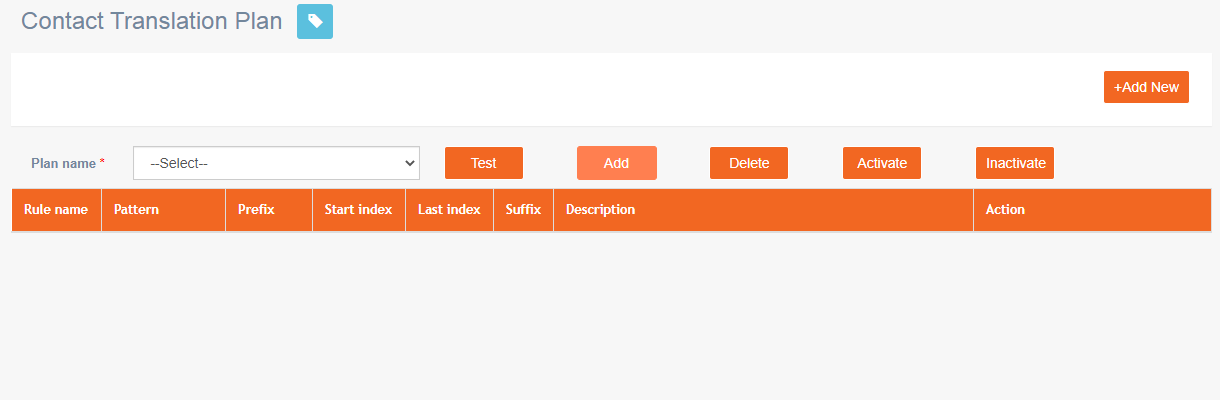 Contact Translation Plan
+Add New
Plan name * --Select-- Test Add Delete Activate Inactivate
Rule name Pattern Prefix Start index Last index Suffix Description Action